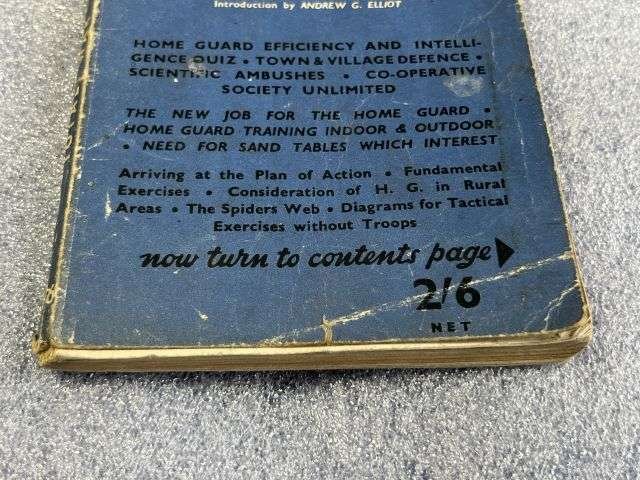 Introduction by ANDREW G. ELLIOT
HOME GUARD EFFICIENCY AND INTELLI-
GENCE QUIZ • TOWN & VILLAGE DEFENCE •
SCIENTIFIC AMBUSHES • CO-OPERATIVE
SOCIETY UNLIMITED
THE NEW JOB FOR THE HOME GUARD •
HOME GUARD TRAINING INDOOR & OUTDOOR
• NEED FOR SAND TABLES WHICH INTEREST
Arriving at the Plan of Action • Fundamental
Exercises • Consideration of H. G. in Rural
Areas • The Spiders Web • Diagrams for Tactical
Exercises without Troops
now turn to contents page
2/6
NET